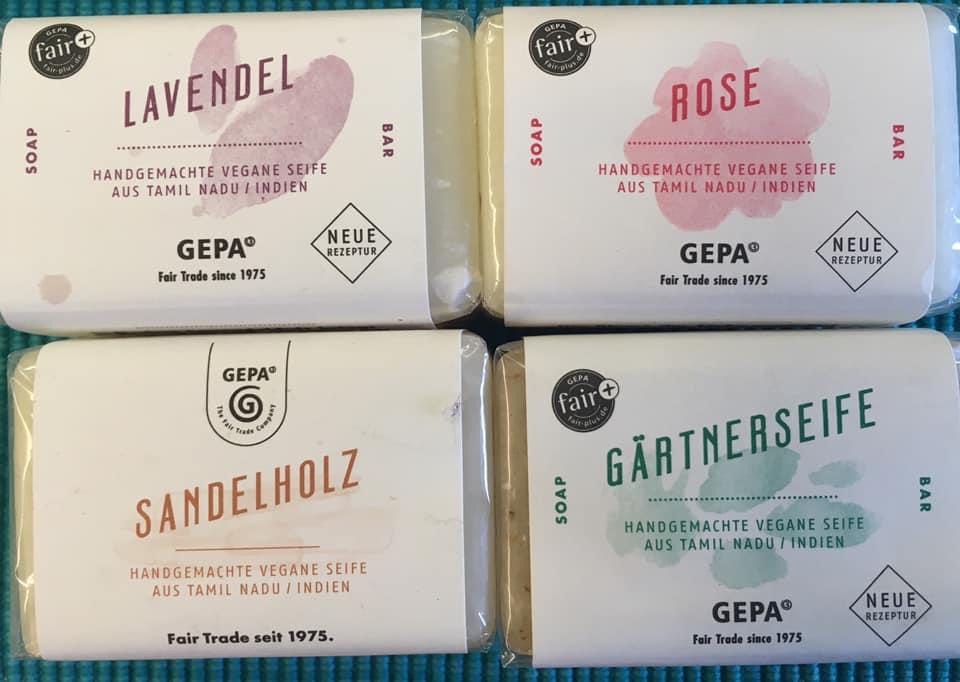 GEPA
fair+
fair-plus.de
LAVENDEL
SOAP
BAR
HANDGEMACHTE VEGANE SEIFE
AUS TAMIL NADU / INDIEN
GEPA
Fair Trade since 1975
NEUE
REZEPTUR
GEPA
fair+
fair-plus.de
ROSE
SOAP
BAR
HANDGEMACHTE VEGANE SEIFE
AUS TAMIL NADU / INDIEN
GEPA
Fair Trade since 1975
NEUE
REZEPTUR
GEPA
The Fair Trade Company
SANDELHOLZ
HANDGEMACHTE VEGANE SEIFE
AUS TAMIL NADU / INDIEN
Fair Trade seit 1975.
GEPA
fair+
fair-plus.de
GÄRTNERSEIFE
SOAP
BAR
HANDGEMACHTE VEGANE SEIFE
AUS TAMIL NADU / INDIEN
GEPA
Fair Trade since 1975
NEUE
REZEPTUR